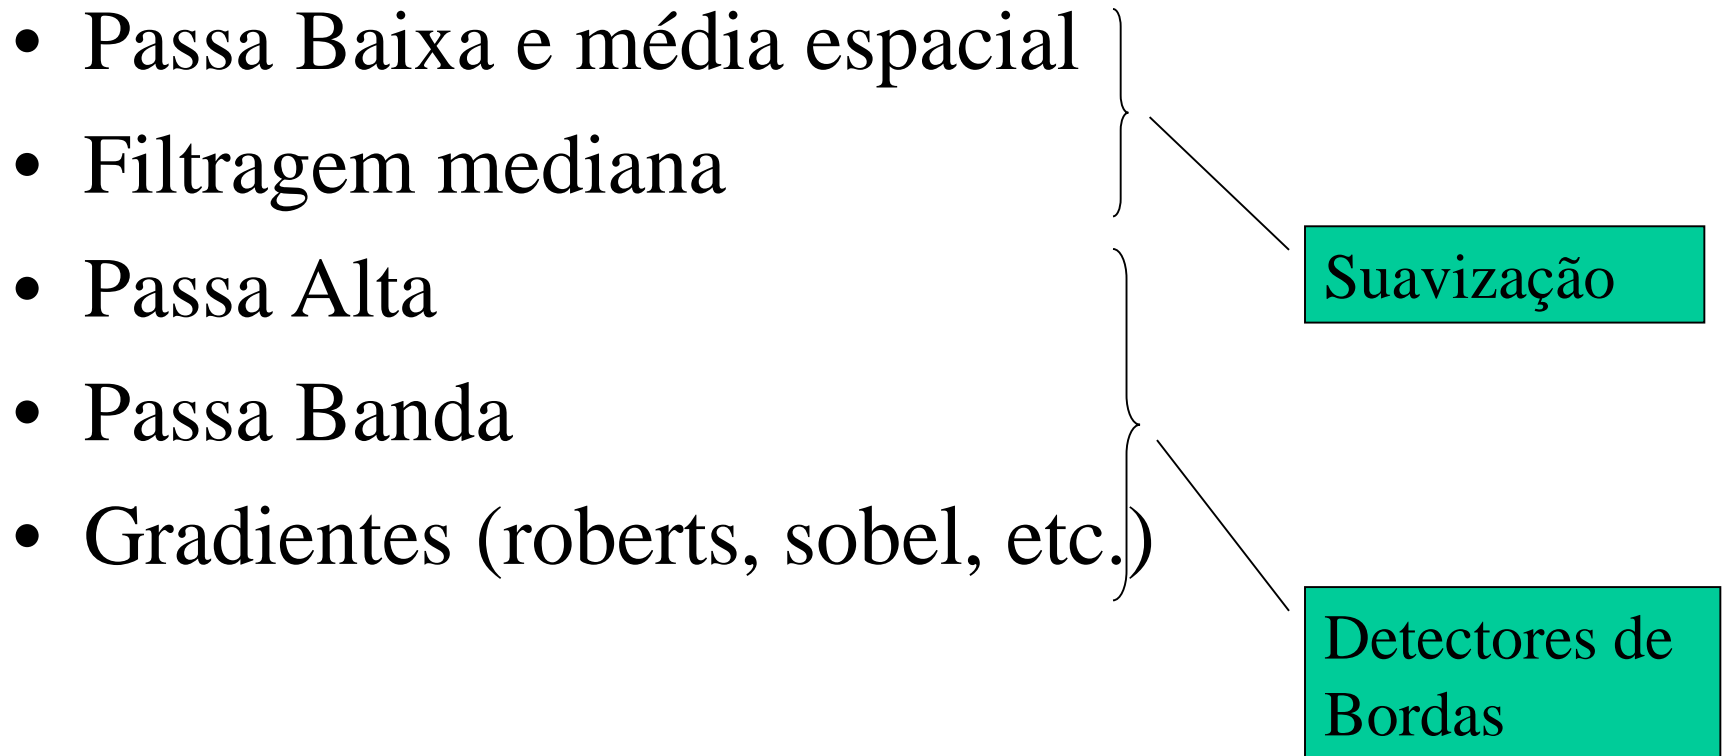 • Passa Baixa e média espacial
• Filtragem mediana
• Passa Alta
• Passa Banda
• Gradientes (roberts, sobel, etc.)
Suavização
Detectores de
Bordas